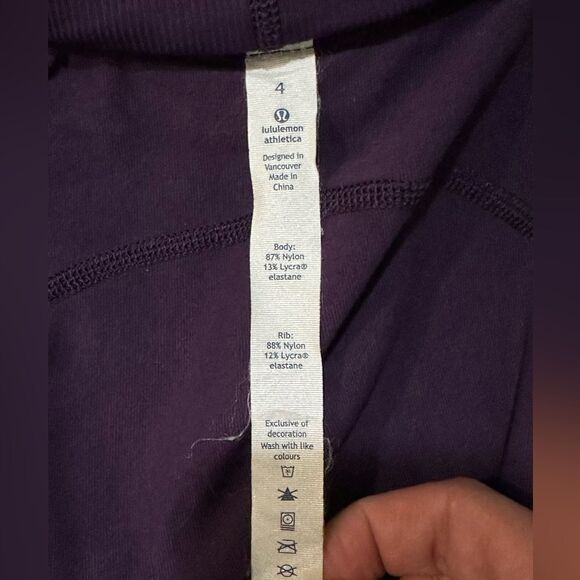 4
lululemon
athletica
Designed in
Vancouver
Made in
China
Body:
87% Nylon
13% Lycra®
elastane
Rib:
88% Nylon
12% Lycra®
elastane
Exclusive of
decoration
Wash with like
colours